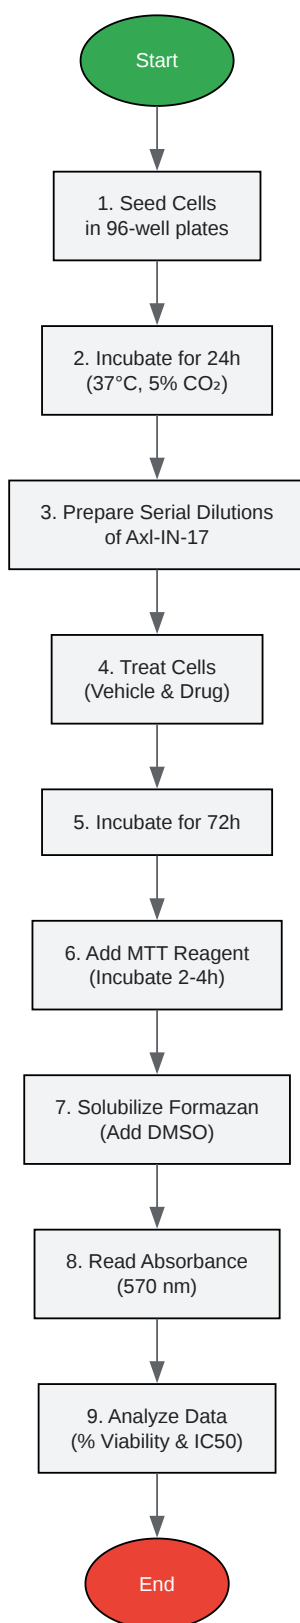 Start
1. Seed Cells
in 96-well plates
2. Incubate for 24h
(37°C, 5% CO₂)
3. Prepare Serial Dilutions
of Axl-IN-17
4. Treat Cells
(Vehicle & Drug)
5. Incubate for 72h
6. Add MTT Reagent
(Incubate 2-4h)
7. Solubilize Formazan
(Add DMSO)
8. Read Absorbance
(570 nm)
9. Analyze Data
(% Viability & IC50)
End